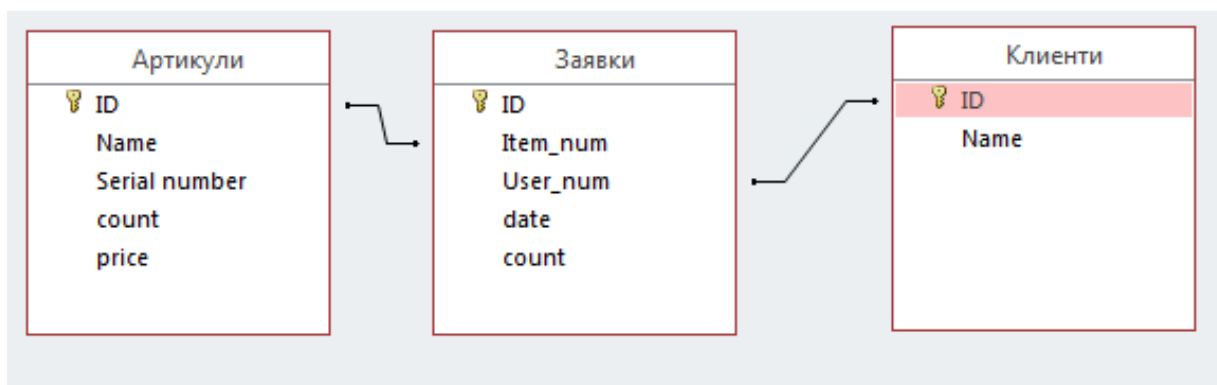 Артикули
ID
Name
Serial number
count
price
Заявки
ID
Item_num
User_num
date
count
Клиенти
ID
Name